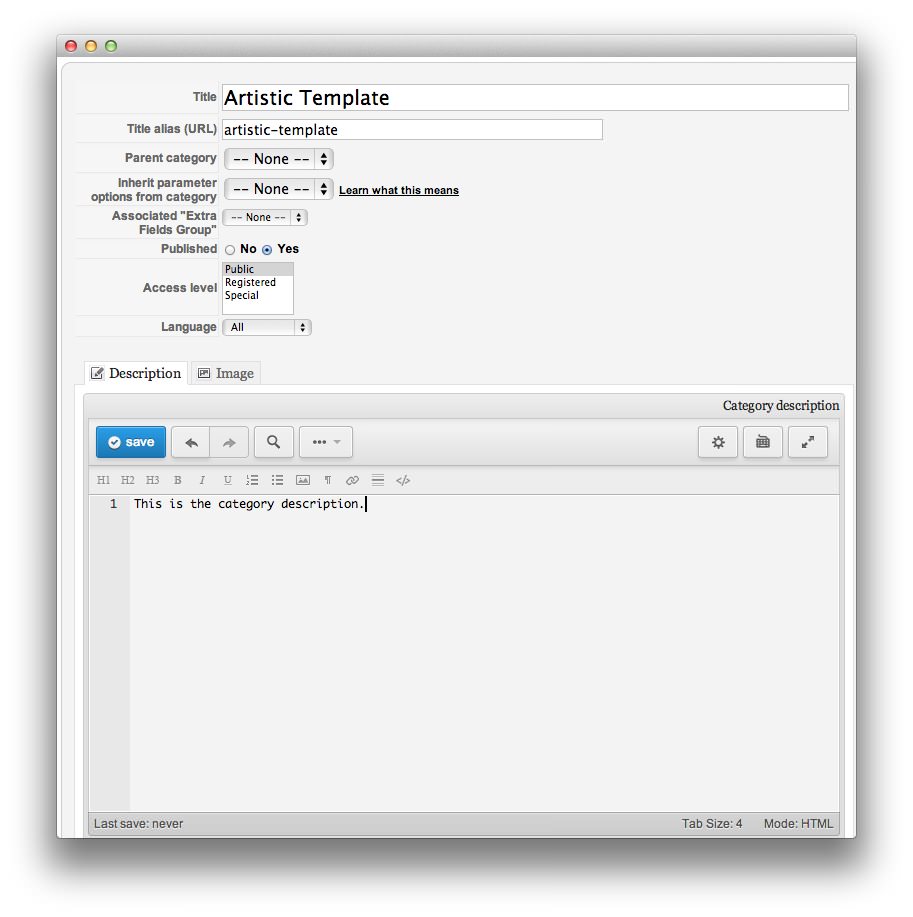 Title Artistic Template
Title alias (URL) artistic-template
Parent category -- None --
Inherit parameter
options from category -- None -- Learn what this means
Associated "Extra
Fields Group" -- None --
Published No Yes
Access level Public
Registered
Special
Language All
Description Image
Category description
save
H1 H2 H3 B I U
1 This is the category description.
Last save: never Tab Size: 4 Mode: HTML